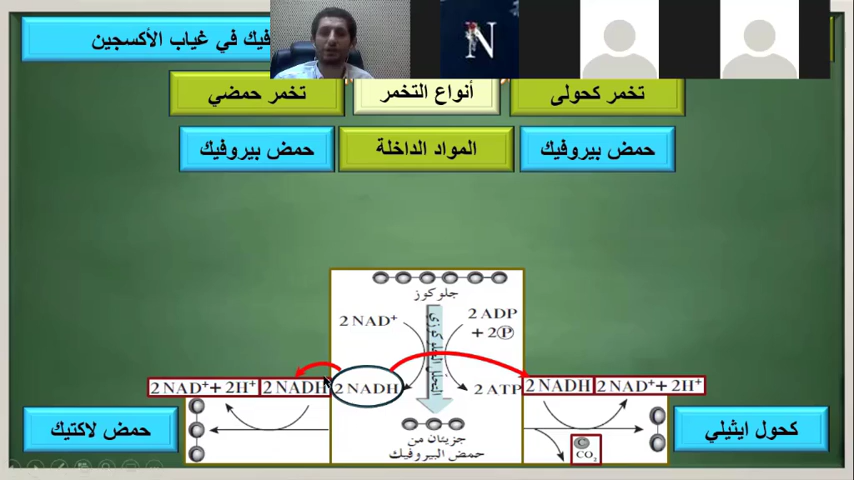 فيك في غياب الأكسجين
N
تخمر كحولى
أنواع التخمر
تخمر حمضي
حمض بيروفيك
المواد الداخلة
حمض بيروفيك
جلوكوز
2 NAD⁺
2 ADP
+ 2Ⓟ
التحلل الجلوكوزي
2 NADH
2 ATP
2 NADH
2 NAD⁺+ 2H⁺
2 NAD⁺+ 2H⁺
2 NADH
كحول ايثيلي
C
CO₂
جزيئان من
حمض البيروفيك
حمض لاكتيك